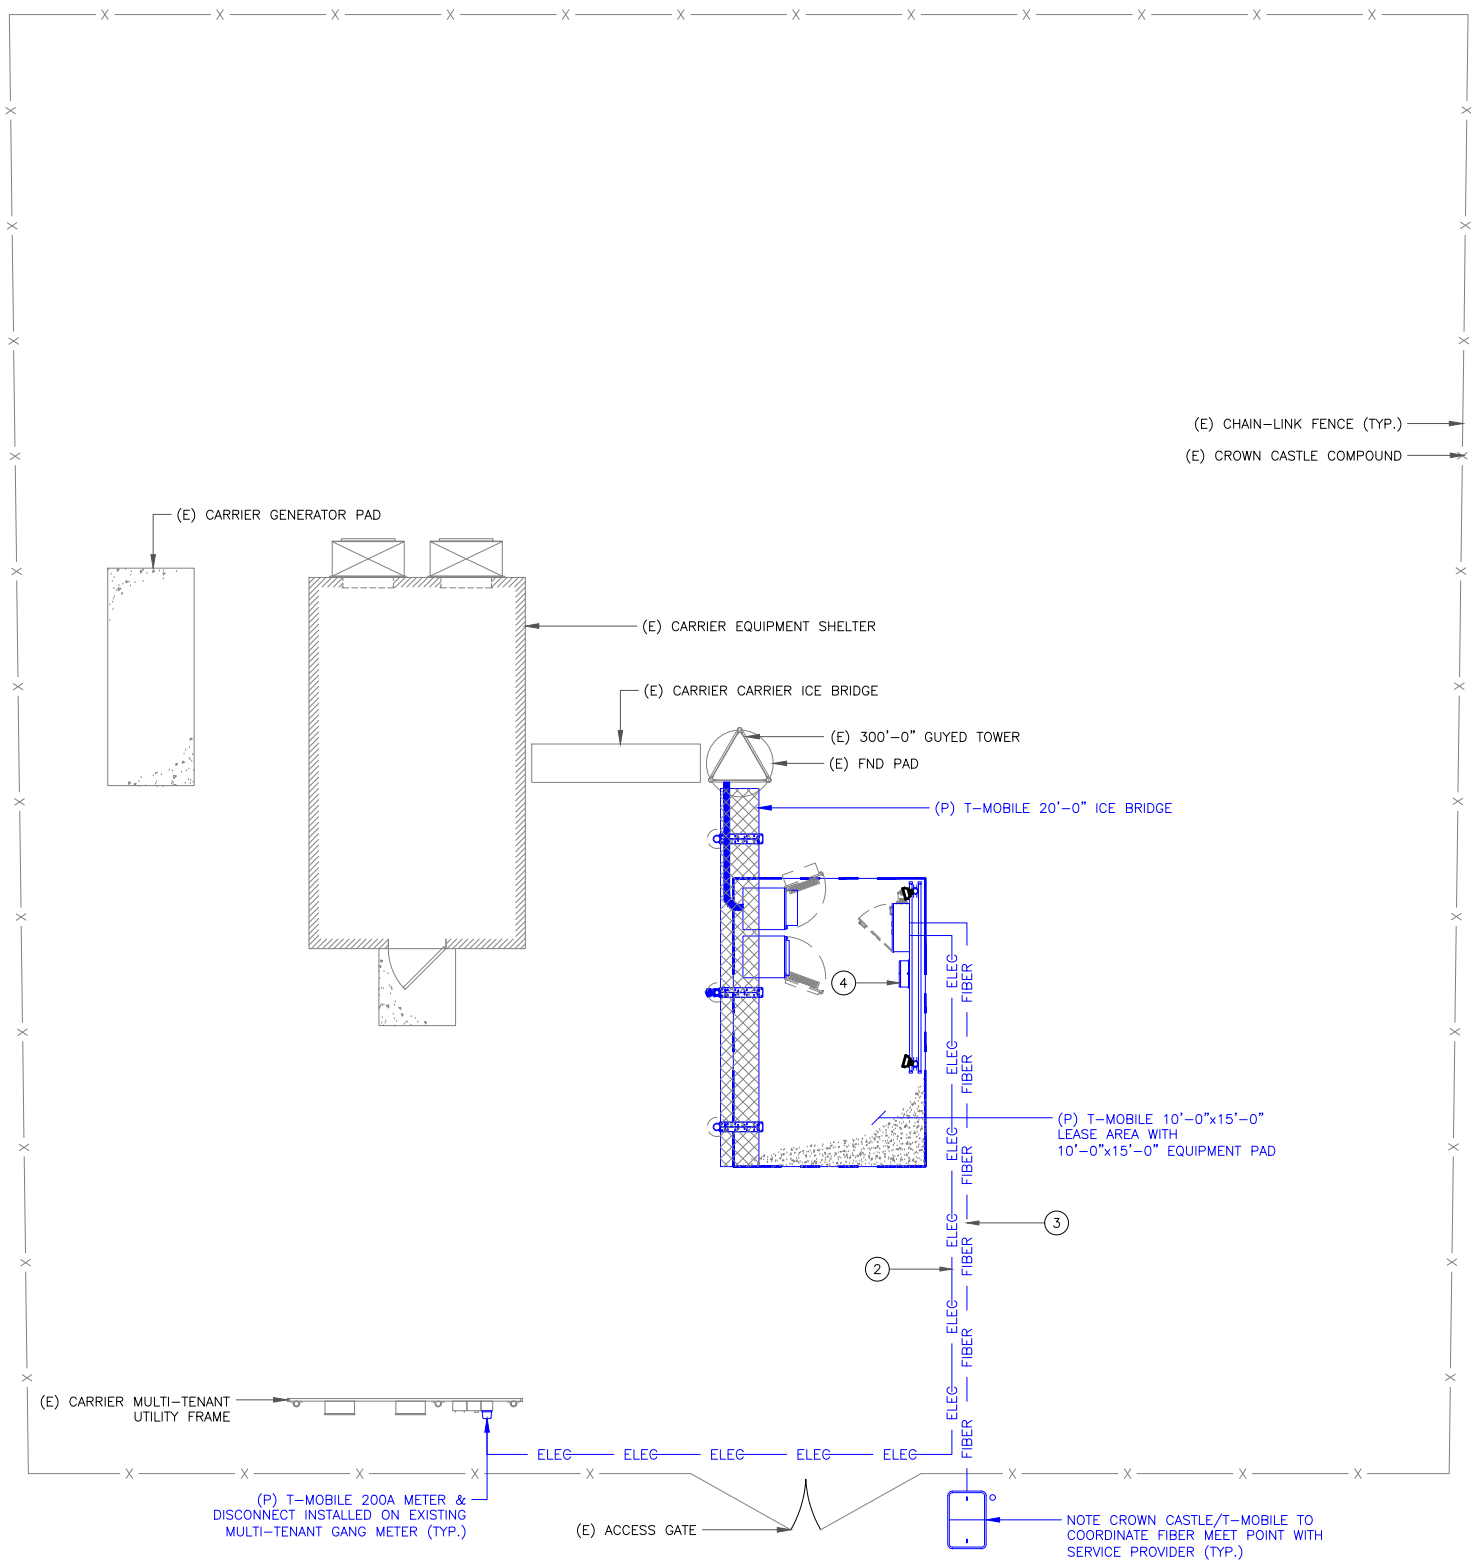 (E) CHAIN-LINK FENCE (TYP.)
(E) CROWN CASTLE COMPOUND
(E) CARRIER GENERATOR PAD
(E) CARRIER EQUIPMENT SHELTER
(E) CARRIER CARRIER ICE BRIDGE
(E) 300'-0" GUYED TOWER
(E) FND PAD
(P) T-MOBILE 20'-0" ICE BRIDGE
4
(P) T-MOBILE 10'-0"x15'-0"
LEASE AREA WITH
10'-0"x15'-0" EQUIPMENT PAD
3
2
ELEC
ELEC
ELEC
ELEC
ELEC
ELEC
FIBER
FIBER
FIBER
FIBER
FIBER
FIBER
(E) CARRIER MULTI-TENANT
UTILITY FRAME
ELEC ELEC ELEC ELEC ELEC
(P) T-MOBILE 200A METER &
DISCONNECT INSTALLED ON EXISTING
MULTI-TENANT GANG METER (TYP.)
(E) ACCESS GATE
NOTE CROWN CASTLE/T-MOBILE TO
COORDINATE FIBER MEET POINT WITH
SERVICE PROVIDER (TYP.)